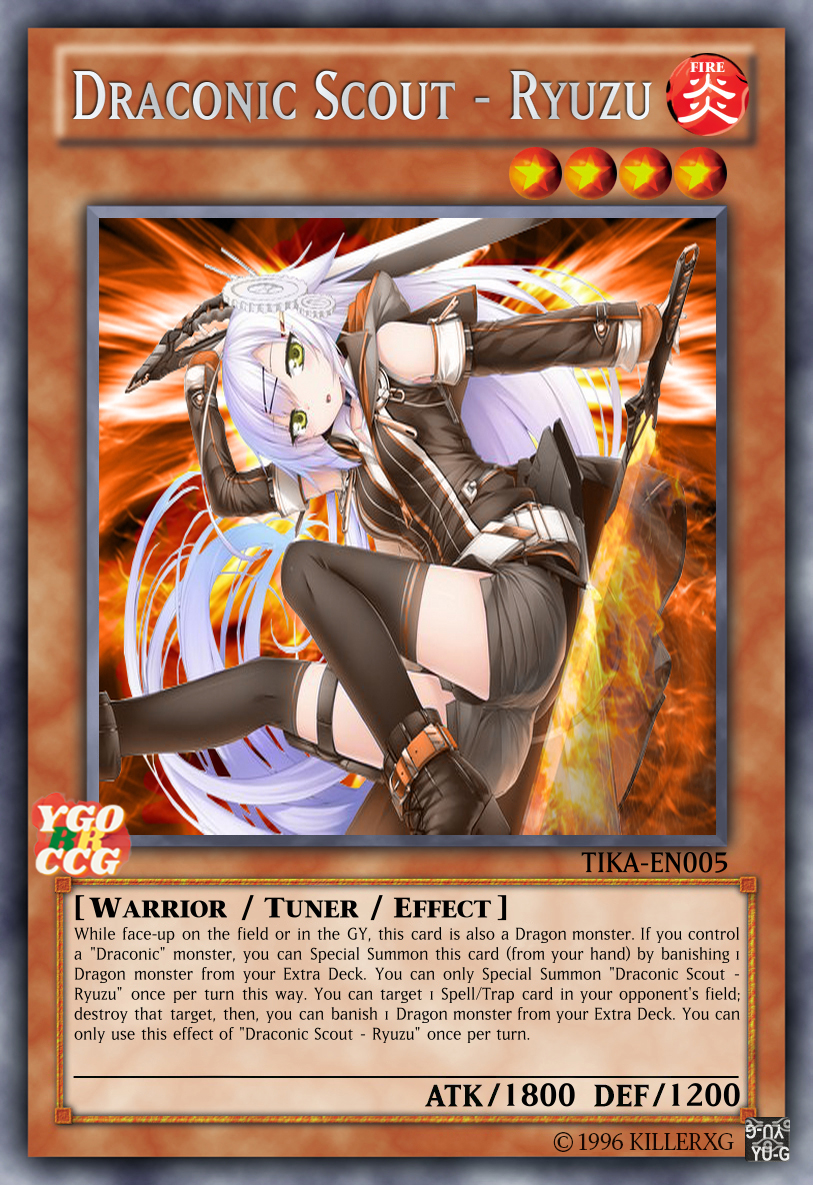 DRACONIC SCOUT - RYUZU
FIRE
炎
YGO
RR
CCG
TIKA-EN005
[ WARRIOR / TUNER / EFFECT ]
While face-up on the field or in the GY, this card is also a Dragon monster. If you control
a "Draconic" monster, you can Special Summon this card (from your hand) by banishing 1
Dragon monster from your Extra Deck. You can only Special Summon "Draconic Scout -
Ryuzu" once per turn this way. You can target 1 Spell/Trap card in your opponent's field;
destroy that target, then, you can banish 1 Dragon monster from your Extra Deck. You can
only use this effect of "Draconic Scout - Ryuzu" once per turn.
ATK/1800 DEF/1200
© 1996 KILLERXG
YU-G
YU-G